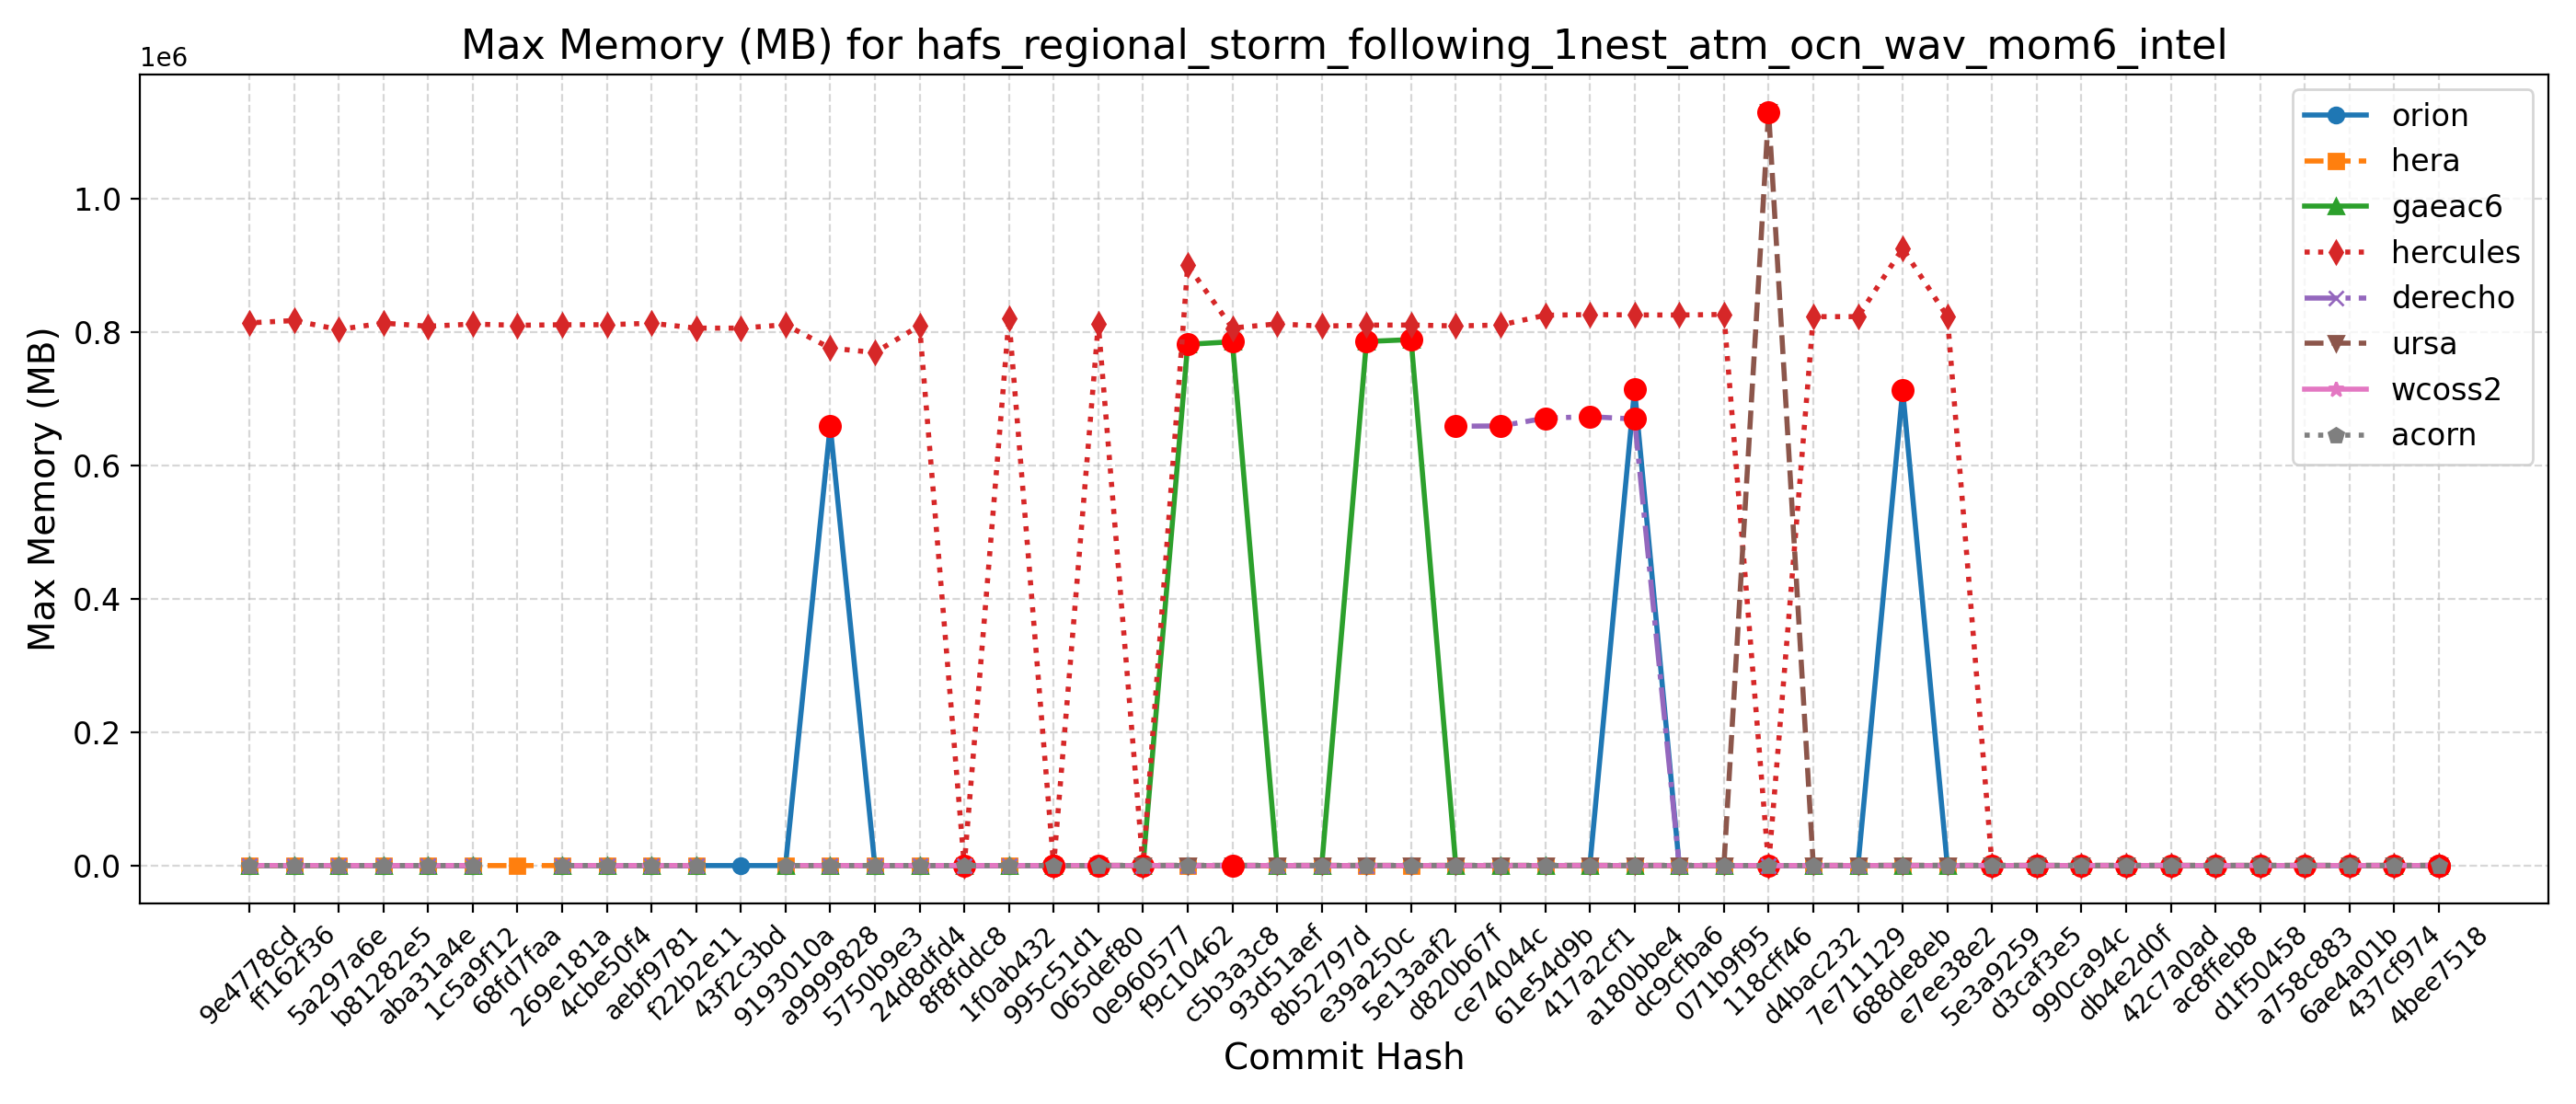 Max Memory (MB) for hafs_regional_storm_following_1nest_atm_ocn_wav_mom6_intel
1e6
Max Memory (MB)
1.0
0.8
0.6
0.4
0.2
0.0
orion
hera
gaeac6
hercules
derecho
ursa
wcoss2
acorn
9e4778cd
ff162f36
5a297a6e
b81282e5
aba31a4e
1c5a9f12
68fd7faa
269e181a
4cbe50f4
aebf9781
f22b2e11
43f2c3bd
9193010a
a9999828
5750b9e3
24d8dfd4
8f8fddc8
1f0ab432
995c51d1
065def80
0e960577
f9c10462
c5b3a3c8
93d51aef
8b52797d
e39a250c
5e13aaf2
d820b67f
ce74044c
61e54d9b
417a2cf1
a180bbe4
dc9cfba6
071b9f95
118cff46
d4bac232
7e711129
688de8eb
e7ee38e2
5e3a9259
d3caf3e5
990ca94c
db4e2d0f
42c7a0ad
ac8ffeb8
d1f50458
a758c883
6ae4a01b
437cf974
4bee7518
Commit Hash